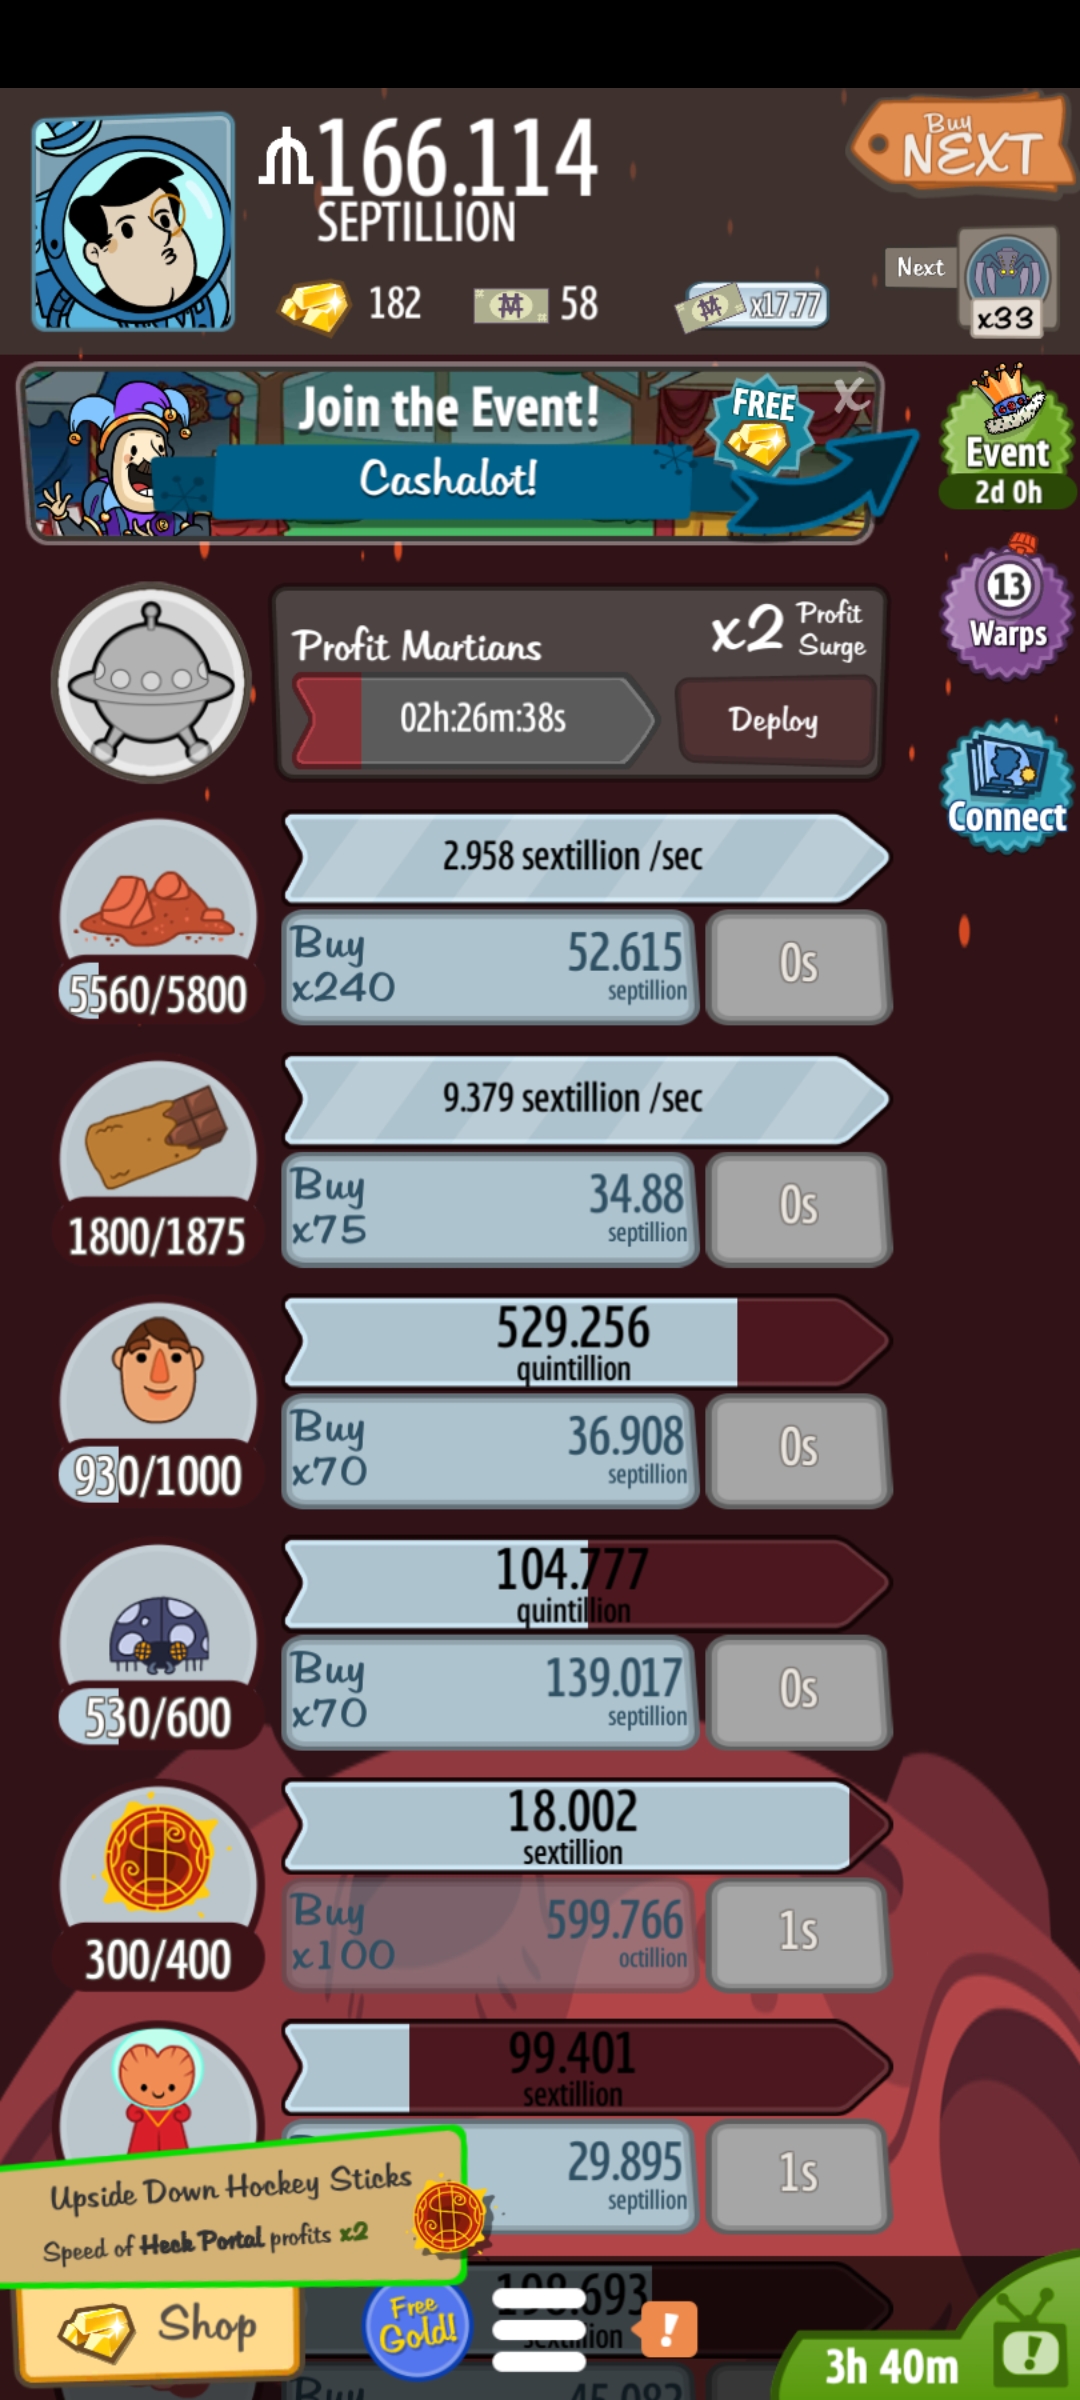 166.114
SEPTILLION
182
58
x17.77
Buy
NEXT
Next
x33
Join the Event!
Cashalot!
FREE
X
Event
2d 0h
13
Warps
Connect
Profit Martians
x2 Profit
Surge
02h:26m:38s
Deploy
2.958 sextillion /sec
Buy
x240
52.615
septillion
0s
5560/5800
9.379 sextillion /sec
Buy
x75
34.88
septillion
0s
1800/1875
529.256
quintillion
Buy
x70
36.908
septillion
0s
930/1000
104.777
quintillion
Buy
x70
139.017
septillion
0s
530/600
18.002
sextillion
Buy
x100
599.766
octillion
1s
300/400
99.401
sextillion
29.895
septillion
1s
Upside Down Hockey Sticks
Speed of Heck Portal profits x2
Shop
Free
Gold!
!
3h 40m
!
Buy